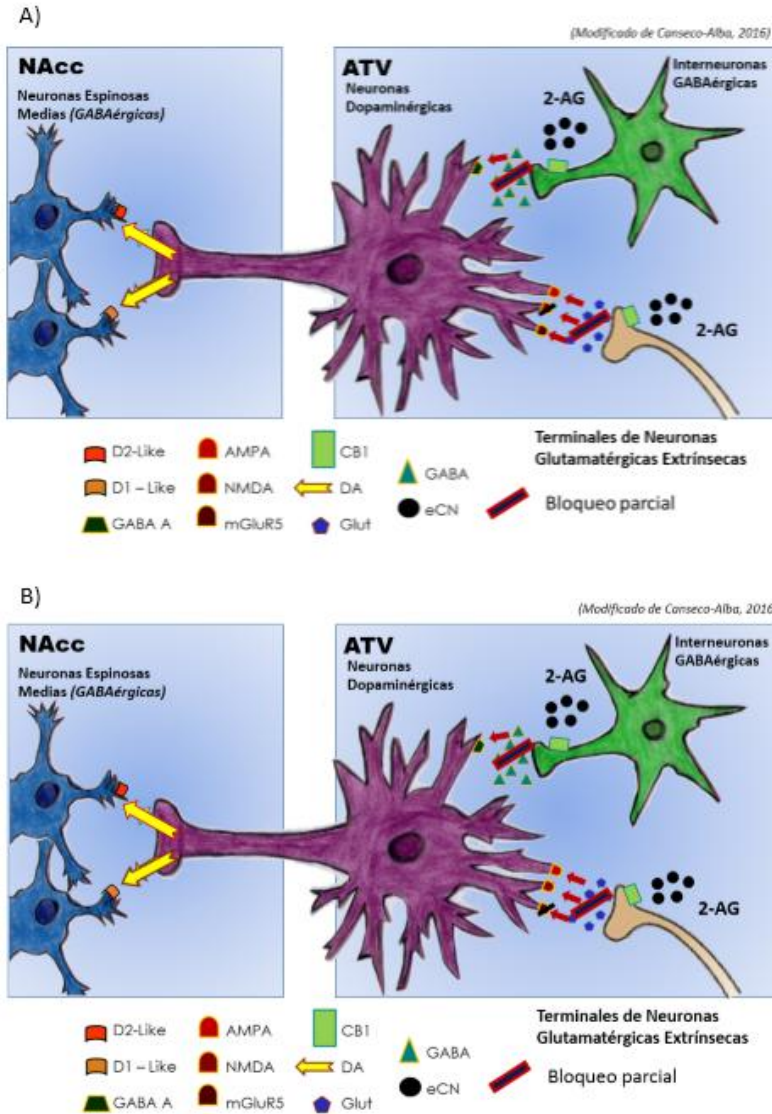 A)
(Modificado de Canseco-Alba, 2016)
NAcc
Neuronas Espinosas
Medias (GABAérgicas)
ATV
Neuronas
Dopaminérgicas
2-AG
Interneuronas
GABAérgicas
2-AG
D2-Like
AMPA
CB1
GABA
Terminales de Neuronas
Glutamatérgicas Extrínsecas
D1 – Like
NMDA
DA
eCN
Bloqueo parcial
GABA A
mGluR5
Glut
B)
(Modificado de Canseco-Alba, 2016
NAcc
Neuronas Espinosas
Medias (GABAérgicas)
ATV
Neuronas
Dopaminérgicas
2-AG
Interneuronas
GABAérgicas
2-AG
D2-Like
AMPA
CB1
GABA
Terminales de Neuronas
Glutamatérgicas Extrínsecas
D1 – Like
NMDA
DA
eCN
Bloqueo parcial
GABA A
mGluR5
Glut